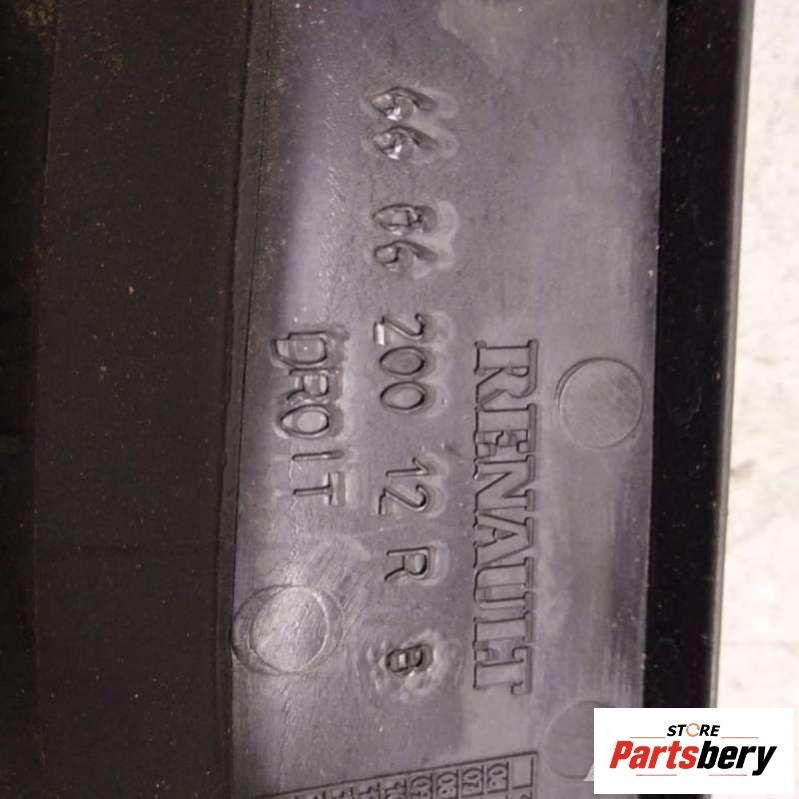 RENAULT
66 66 200 12 R B
DROIT
STORE
Partsbery